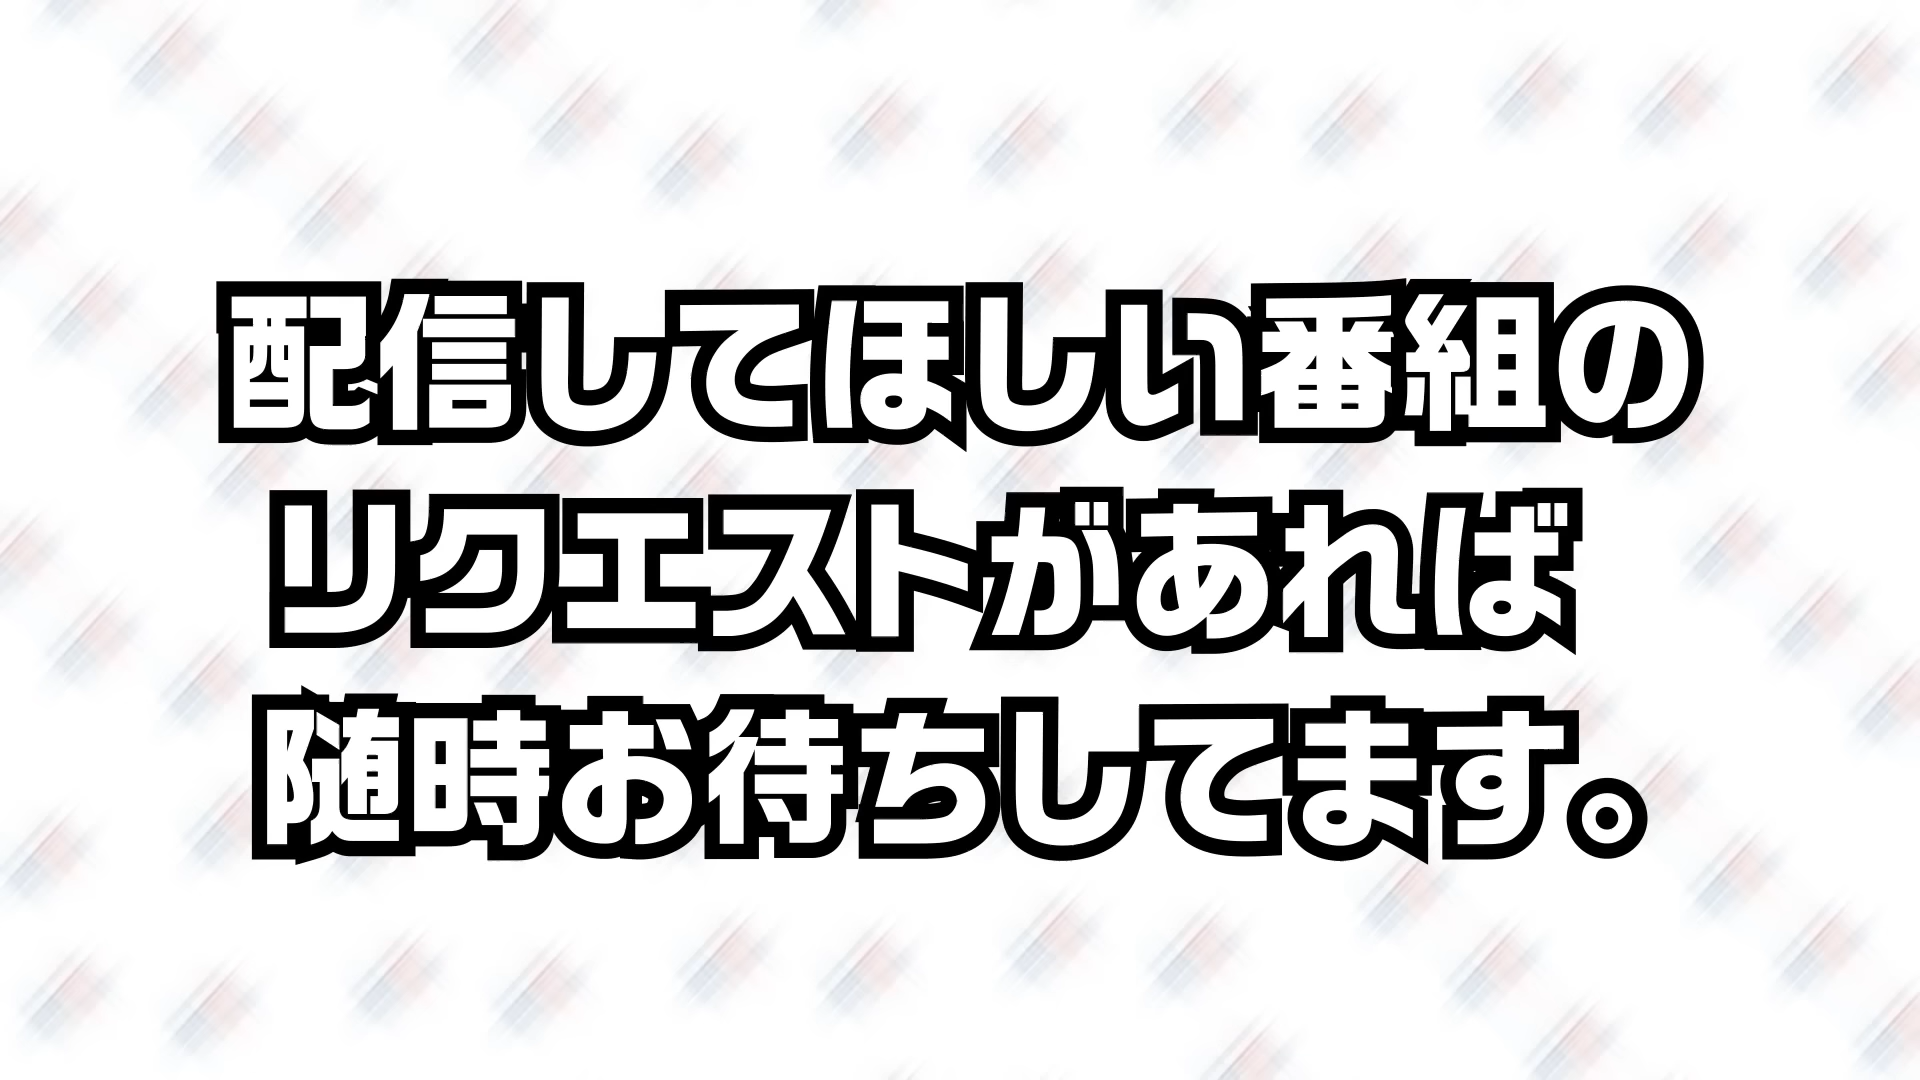 配信してほしい番組の
リクエストがあれば
随時お待ちしてます。